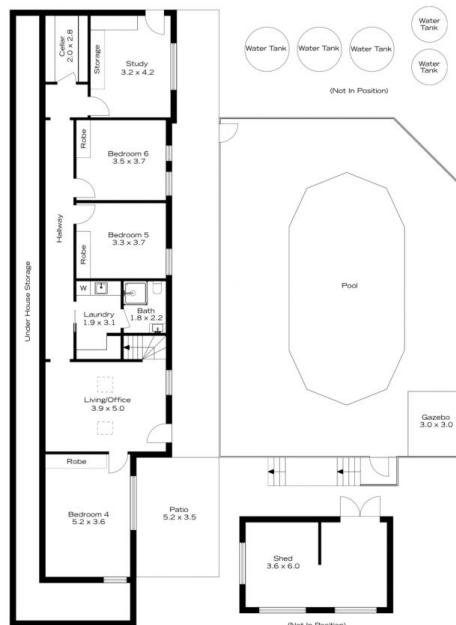 Cellar
2.0 x 2.8
Storage
Study
3.2 x 4.2
Water Tank
Water Tank
Water Tank
Water
Tank
Water
Tank
(Not In Position)
Robe
Bedroom 6
3.5 x 3.7
Hallway
Robe
Bedroom 5
3.3 x 3.7
Under House Storage
W
Laundry
1.9 x 3.1
Bath
1.8 x 2.2
Pool
Living/Office
3.9 x 5.0
Gazebo
3.0 x 3.0
Robe
Bedroom 4
5.2 x 3.6
Patio
5.2 x 3.5
Shed
3.6 x 6.0
(Not In Position)